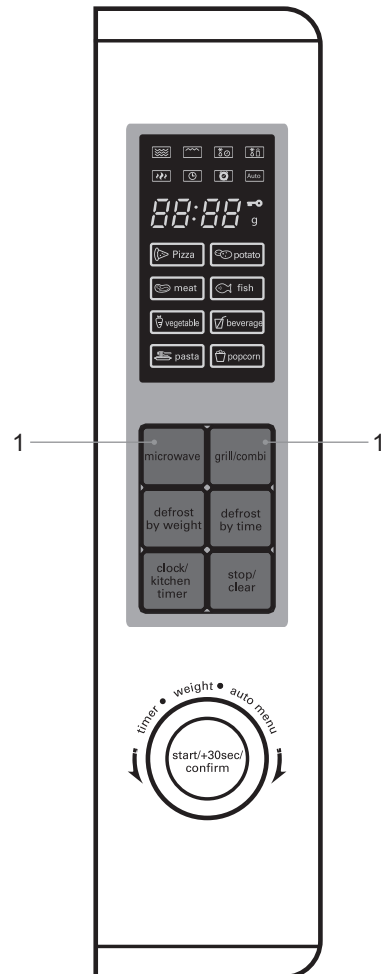 Auto
88:88
g
Pizza potato
meat fish
vegetable beverage
pasta popcorn
1 microwave grill/combi 1
defrost by weight
defrost by time
clock/
kitchen
timer
stop/
clear
timer • weight • auto menu
start/+30sec/
confirm